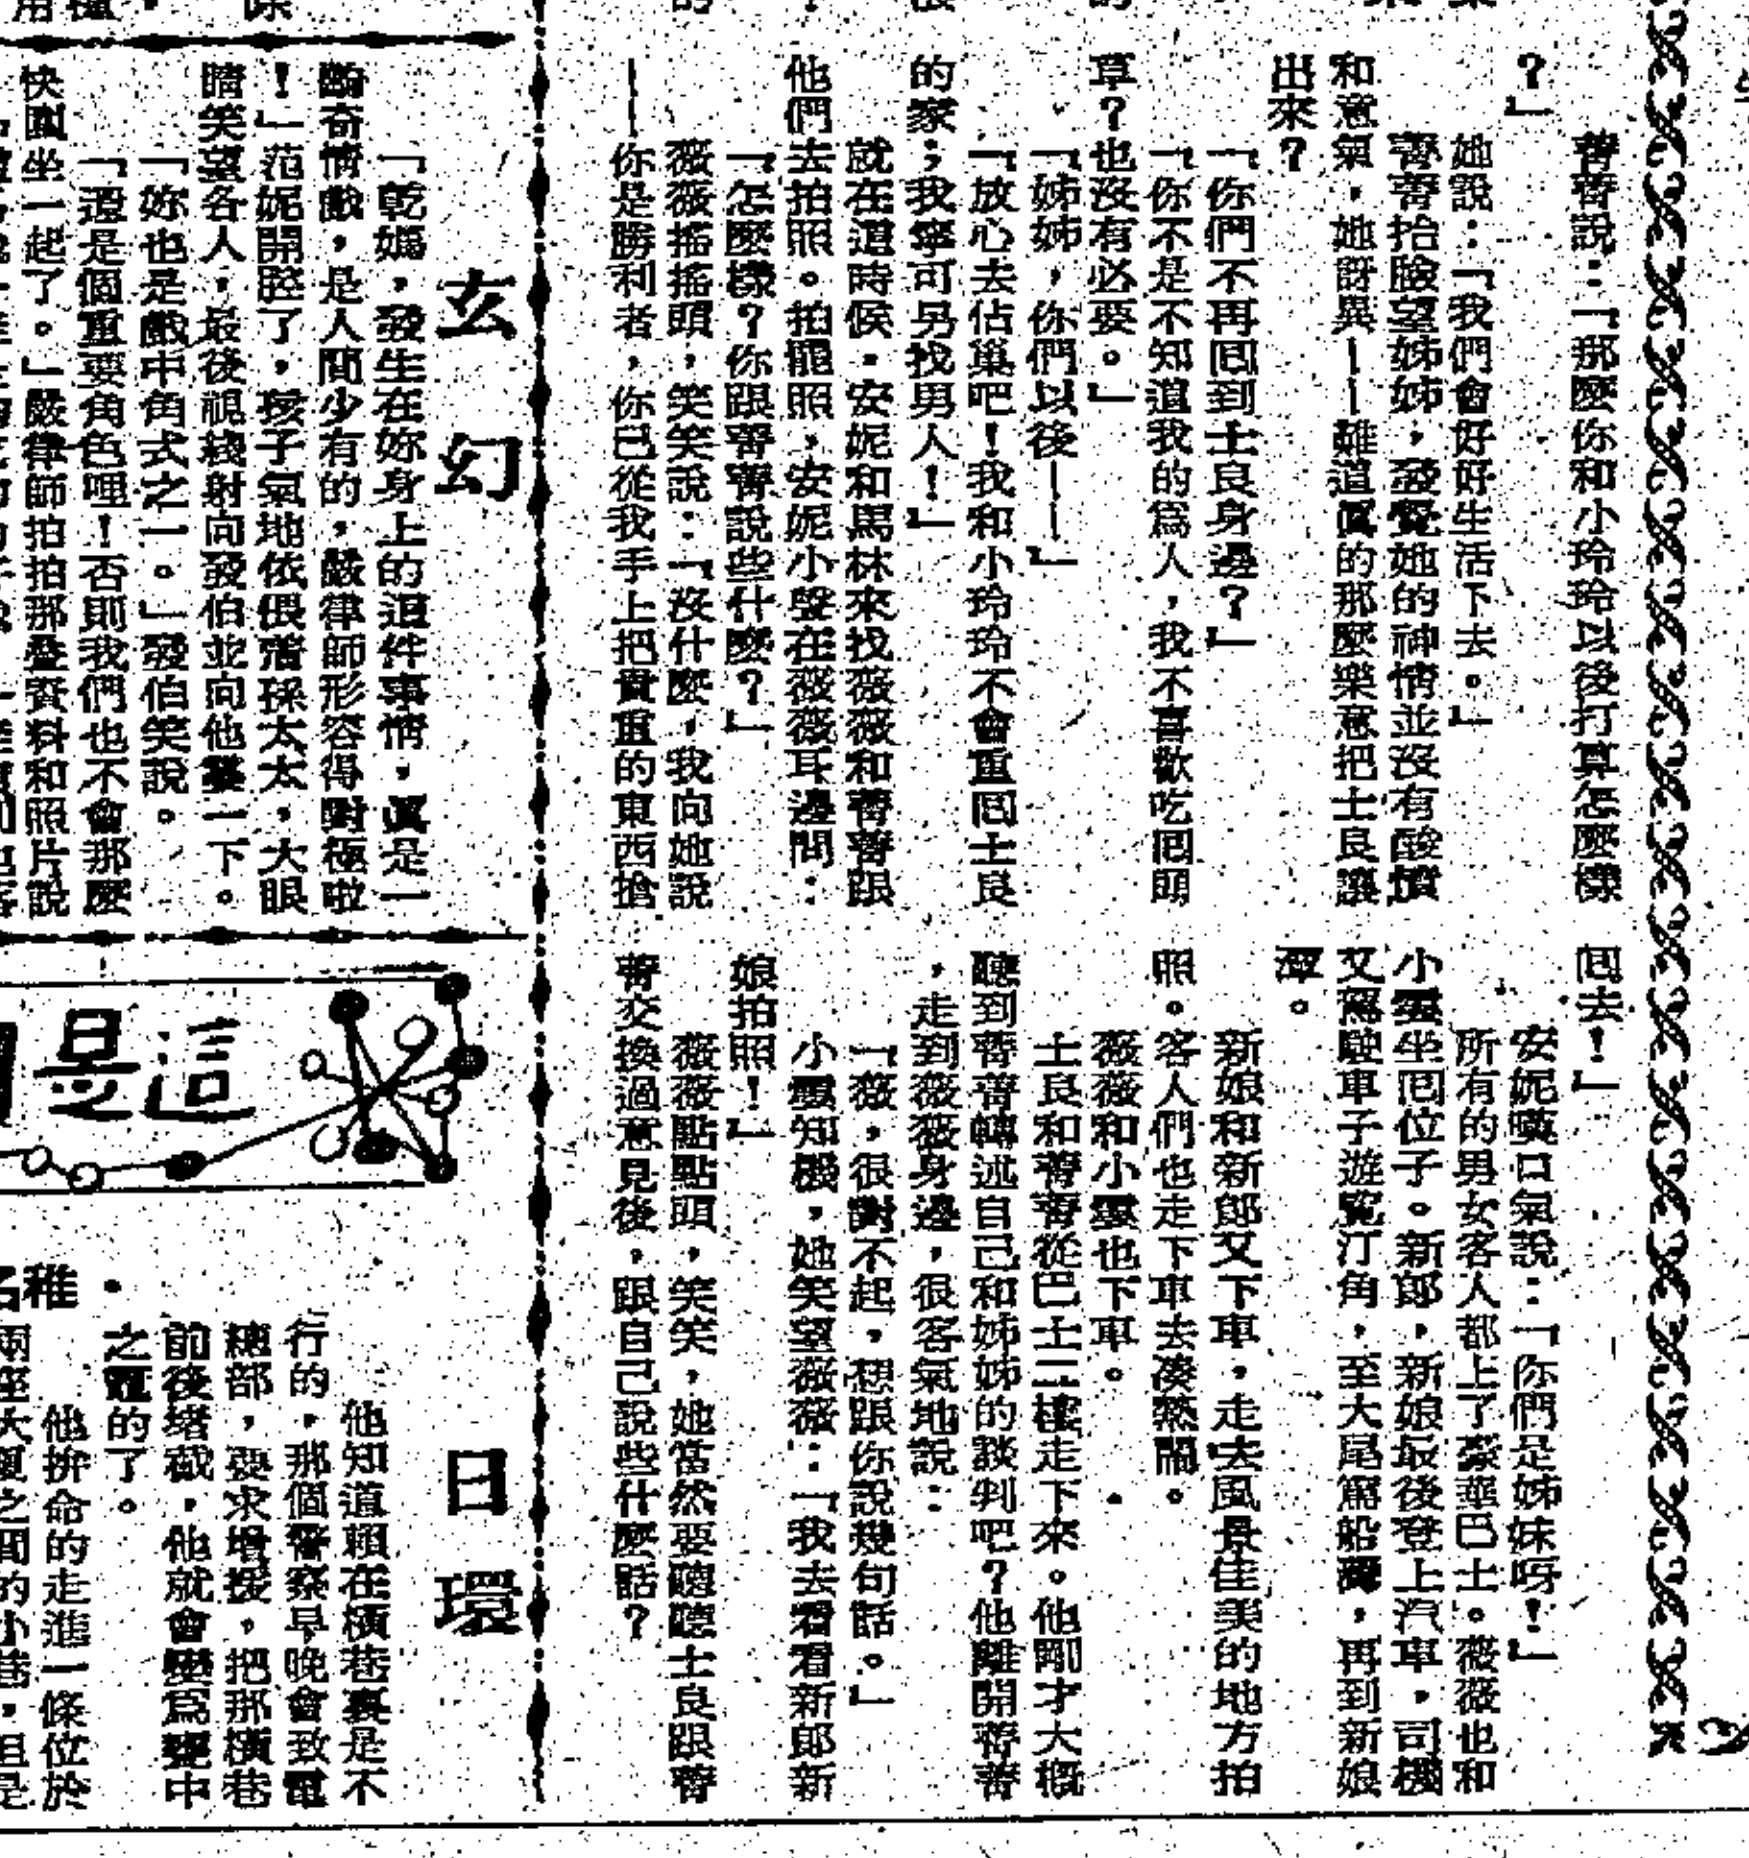 菁菁說：「那麼你和小玲玲以後打算怎麼樣
？」
她說：「我們會好好生活下去。」
菁菁抬臉望姊姊，發覺她的神情並沒有酸憤
和意氣，她訝異——難道眞的那麼樂意把士良讓
出來？
「你們不再囘到士良身邊？」
「你不是不知道我的爲人，我不喜歡吃囘頭
草？也沒有必要。」
「姊姊，你們以後——」
「放心去佔巢吧！我和小玲玲不會重囘士良
的家；我寧可另找男人！」
就在這時候，安妮和馬林來找薇薇和菁菁跟
他們去拍照。拍罷照，安妮小聲在薇薇耳邊問：
「怎麼樣？你跟菁菁說些什麼？」
薇薇搖搖頭，笑笑說：「沒什麼，我向她說
——你是勝利者，你已從我手上把貴重的東西搶
囘去！」
安妮嘆口氣說：「你們是姊妹呀！」
所有的男女客人都上了豪華巴士。薇薇也和
小雲坐囘位子。新郎，新娘最後登上汽車，司機
又駕駛車子遊覽汀角，至大尾篤船灣，再到新娘
潭。
新娘和新郎又下車，走去風景佳美的地方拍
照。客人們也走下車去湊熱鬧。
薇薇和小雲也下車。
士良和菁菁從巴士二樓走下來。他剛才大概
聽到菁菁轉述自己和姊姊的談判吧？他離開菁菁
，走到薇薇身邊，很客氣地說：
「薇，很對不起，想跟你說幾句話。」
小雲知機，她笑望薇薇：「我去看看新郎新
娘拍照！」
薇薇點點頭，笑笑，她當然要聽聽士良跟菁
菁交換過意見後，跟自己說些什麼話？
玄幻
「乾媽，發生在妳身上的這件事情，眞是一
齣奇情戲，是人間少有的，嚴律師形容得對極啦
！」范妮開腔了，孩子氣地依偎着孫太太，大眼
睛笑望各人，最後視綫射向發伯並向他擧一下。
「妳也是戲中角式之一。」發伯笑說。
「還是個重要角色哩！否則我們也不會那麼
快圍坐一起了。」嚴律師拍拍那疊資料和照片說
這是
日環
他知道賴在橫巷裏是不
行的，那個警察早晚會致電
總部，要求增援，把那橫巷
前後堵截，他就會變爲甕中
之鼈的了。
他拚命的走進一條位於
兩座大廈之間的小巷，但是